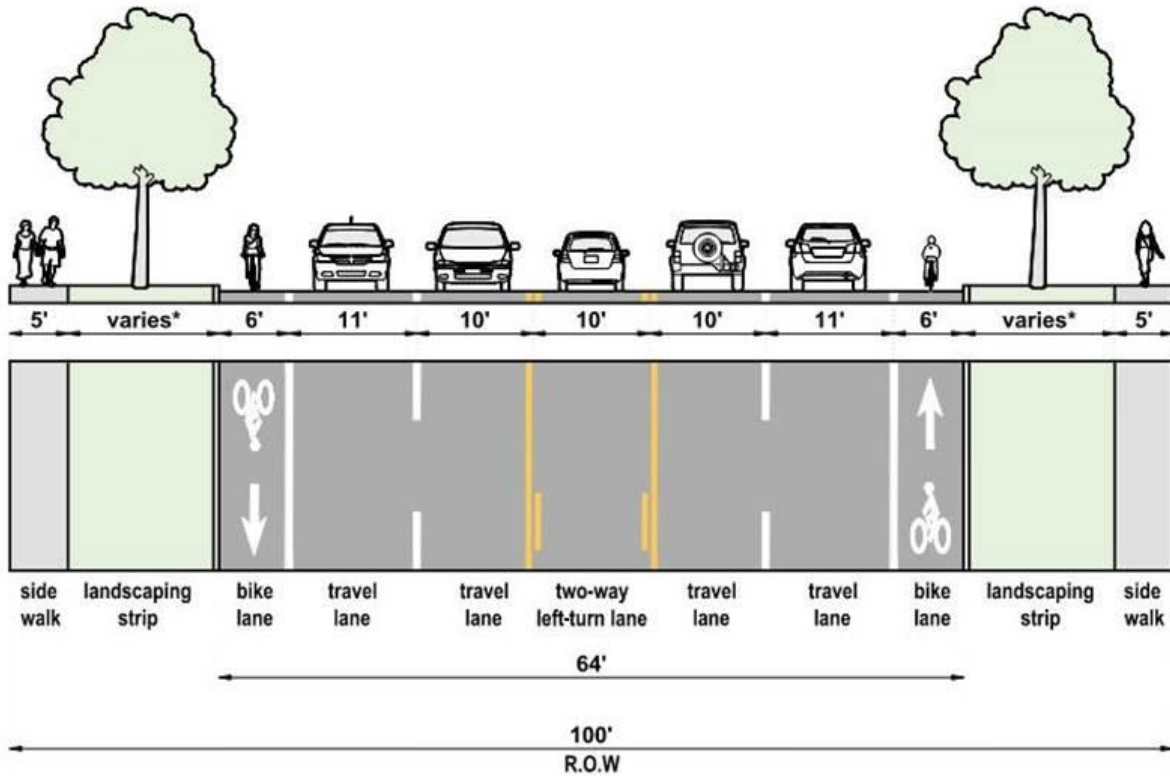 5' varies* 6' 11' 10' 10' 10' 11' 6' varies* 5'
side landscaping bike travel travel two-way travel travel bike landscaping side
walk strip lane lane lane left-turn lane lane lane lane strip walk
64'
100'
R.O.W